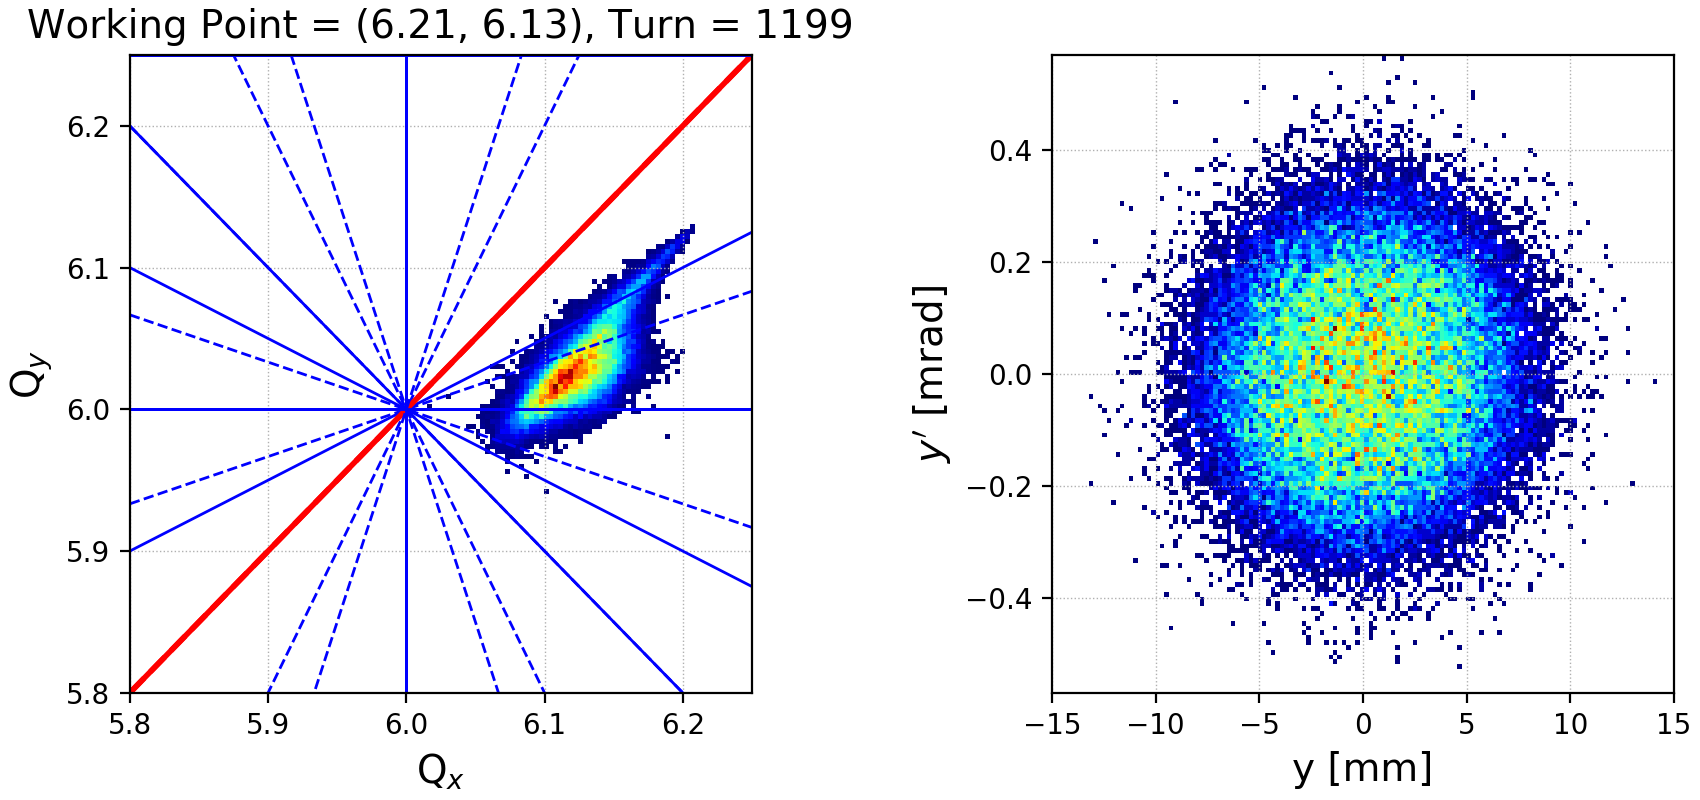 Working Point = (6.21, 6.13), Turn = 1199
6.2
6.1
6.0
5.9
5.8
Q_y
5.8 5.9 6.0 6.1 6.2
Q_x
0.4
0.2
0.0
−0.2
−0.4
y′ [mrad]
−15 −10 −5 0 5 10 15
y [mm]